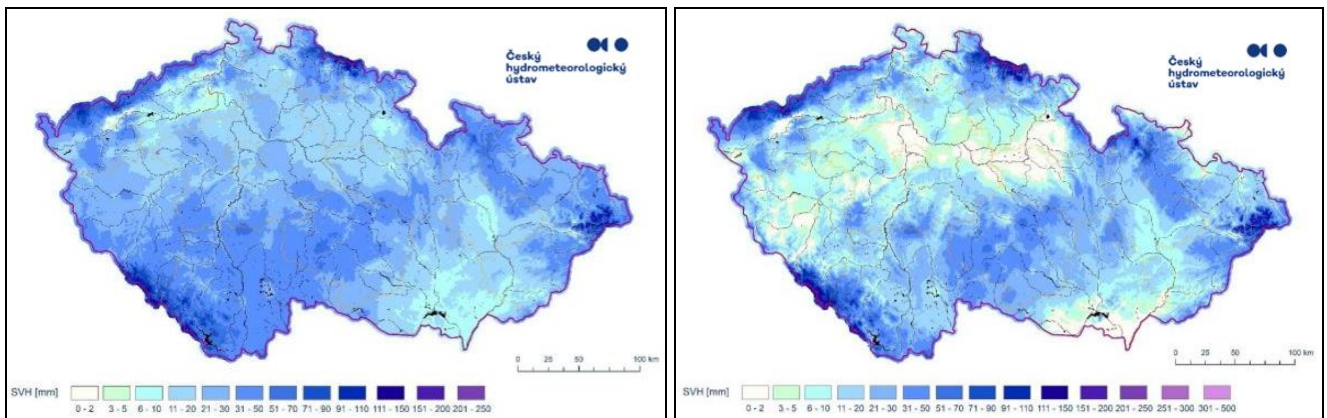 Český
hydrometeorologický
ústav
0 25 50 100 km
SVH [mm]
0 - 2 3 - 5 6 - 10 11 - 20 21 - 30 31 - 50 51 - 70 71 - 90 91 - 110 111 - 150 151 - 200 201 - 250
Český
hydrometeorologický
ústav
0 25 50 100 km
SVH [mm]
0 - 2 3 - 5 6 - 10 11 - 20 21 - 30 31 - 50 51 - 70 71 - 90 91 - 110 111 - 150 151 - 200 201 - 250 251 - 300 301 - 500